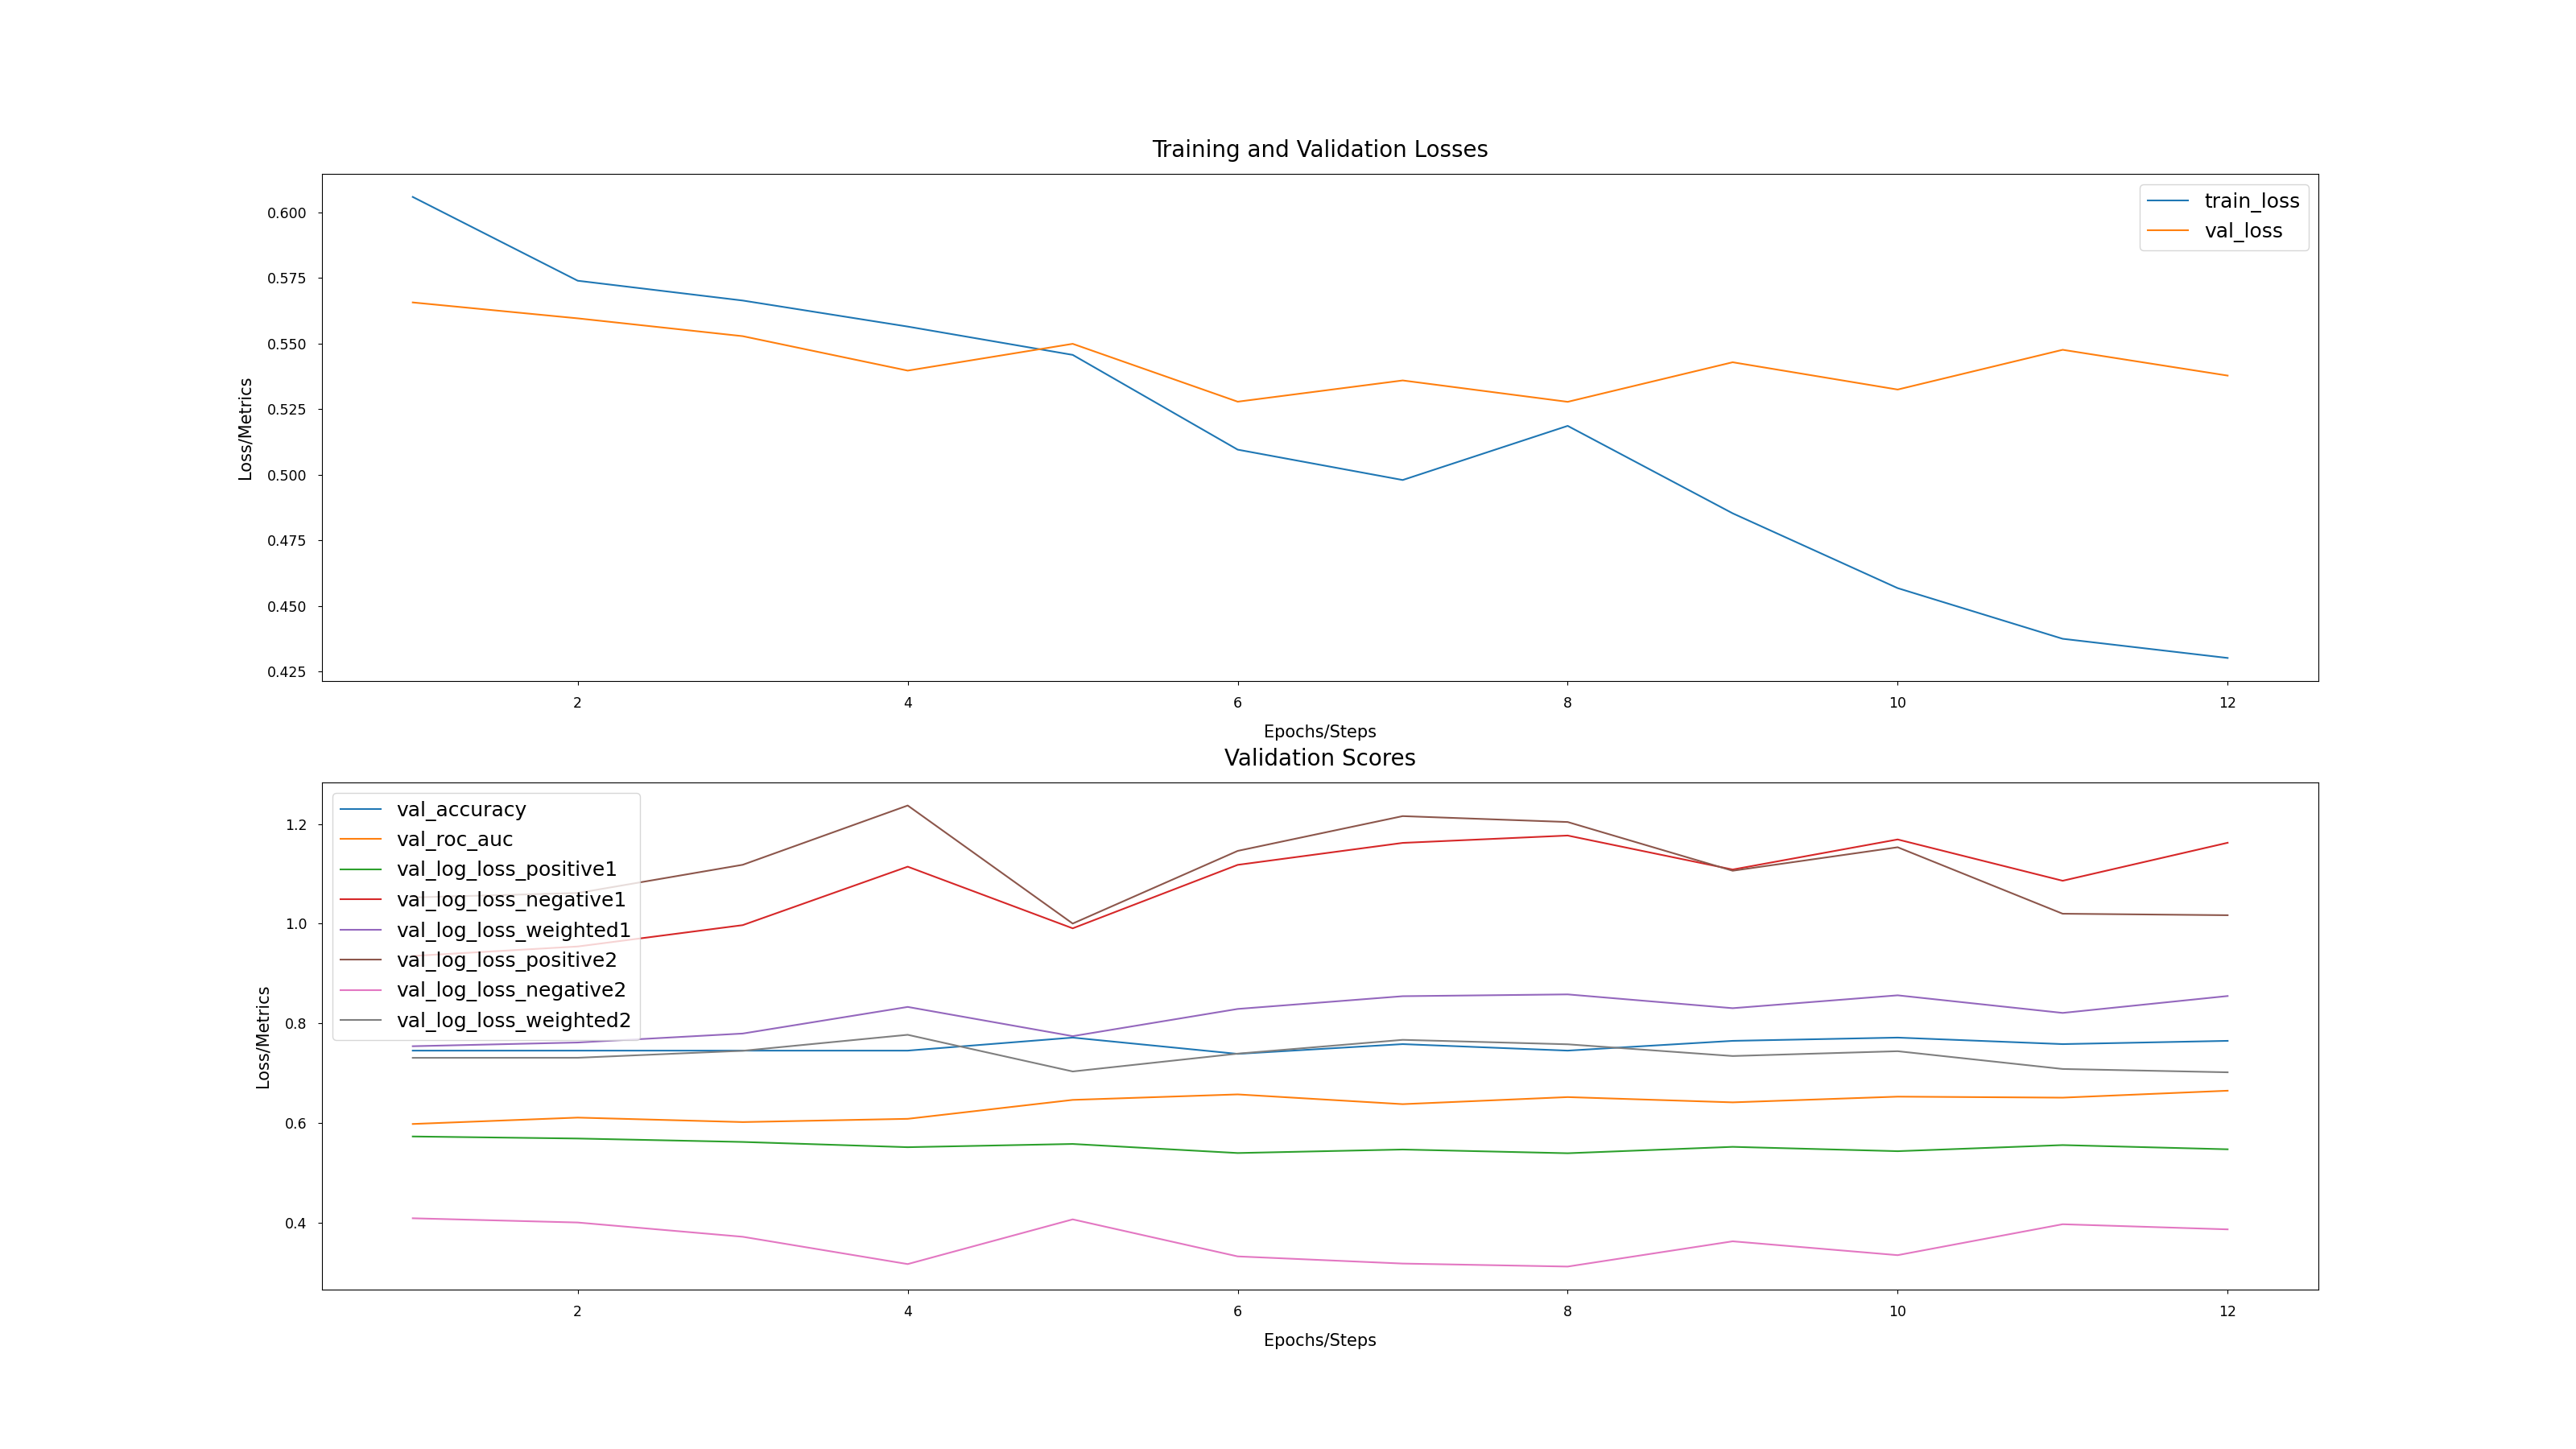 Training and Validation Losses
train_loss
val_loss
0.600
0.575
0.550
0.525
0.500
0.475
0.450
0.425
Loss/Metrics
2 4 6 8 10 12
Epochs/Steps
Validation Scores
val_accuracy
val_roc_auc
val_log_loss_positive1
val_log_loss_negative1
val_log_loss_weighted1
val_log_loss_positive2
val_log_loss_negative2
val_log_loss_weighted2
1.2
1.0
0.8
0.6
0.4
Loss/Metrics
2 4 6 8 10 12
Epochs/Steps